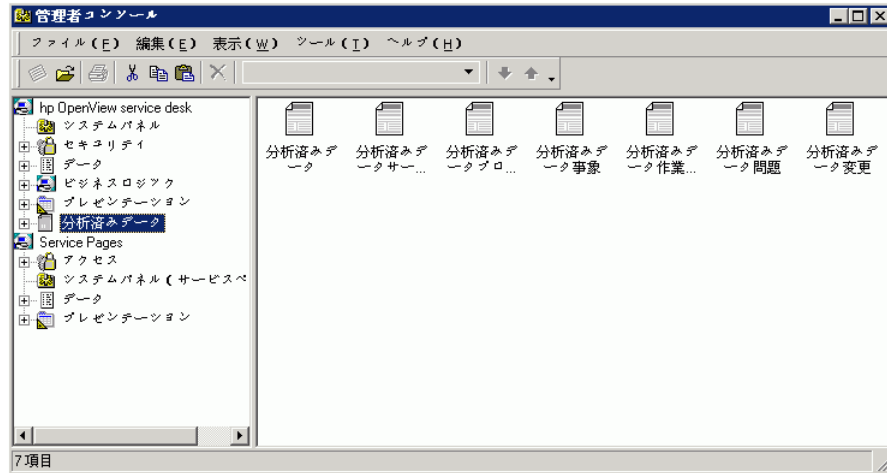 管理者コンソール
ファイル(F) 編集(E) 表示(W) ツール(T) ヘルプ(H)
hp OpenView service desk
システムパネル
セキュリティ
データ
ビジネスロジック
プレゼンテーション
分析済みデータ
Service Pages
アクセス
システムパネル(サービスペ
データ
プレゼンテーション
分析済みデ
ータ
分析済みデ
ータサー...
分析済みデ
ータプロ...
分析済みデ
ータ事象
分析済みデ
ータ作業...
分析済みデ
ータ問題
分析済みデ
ータ変更
7項目